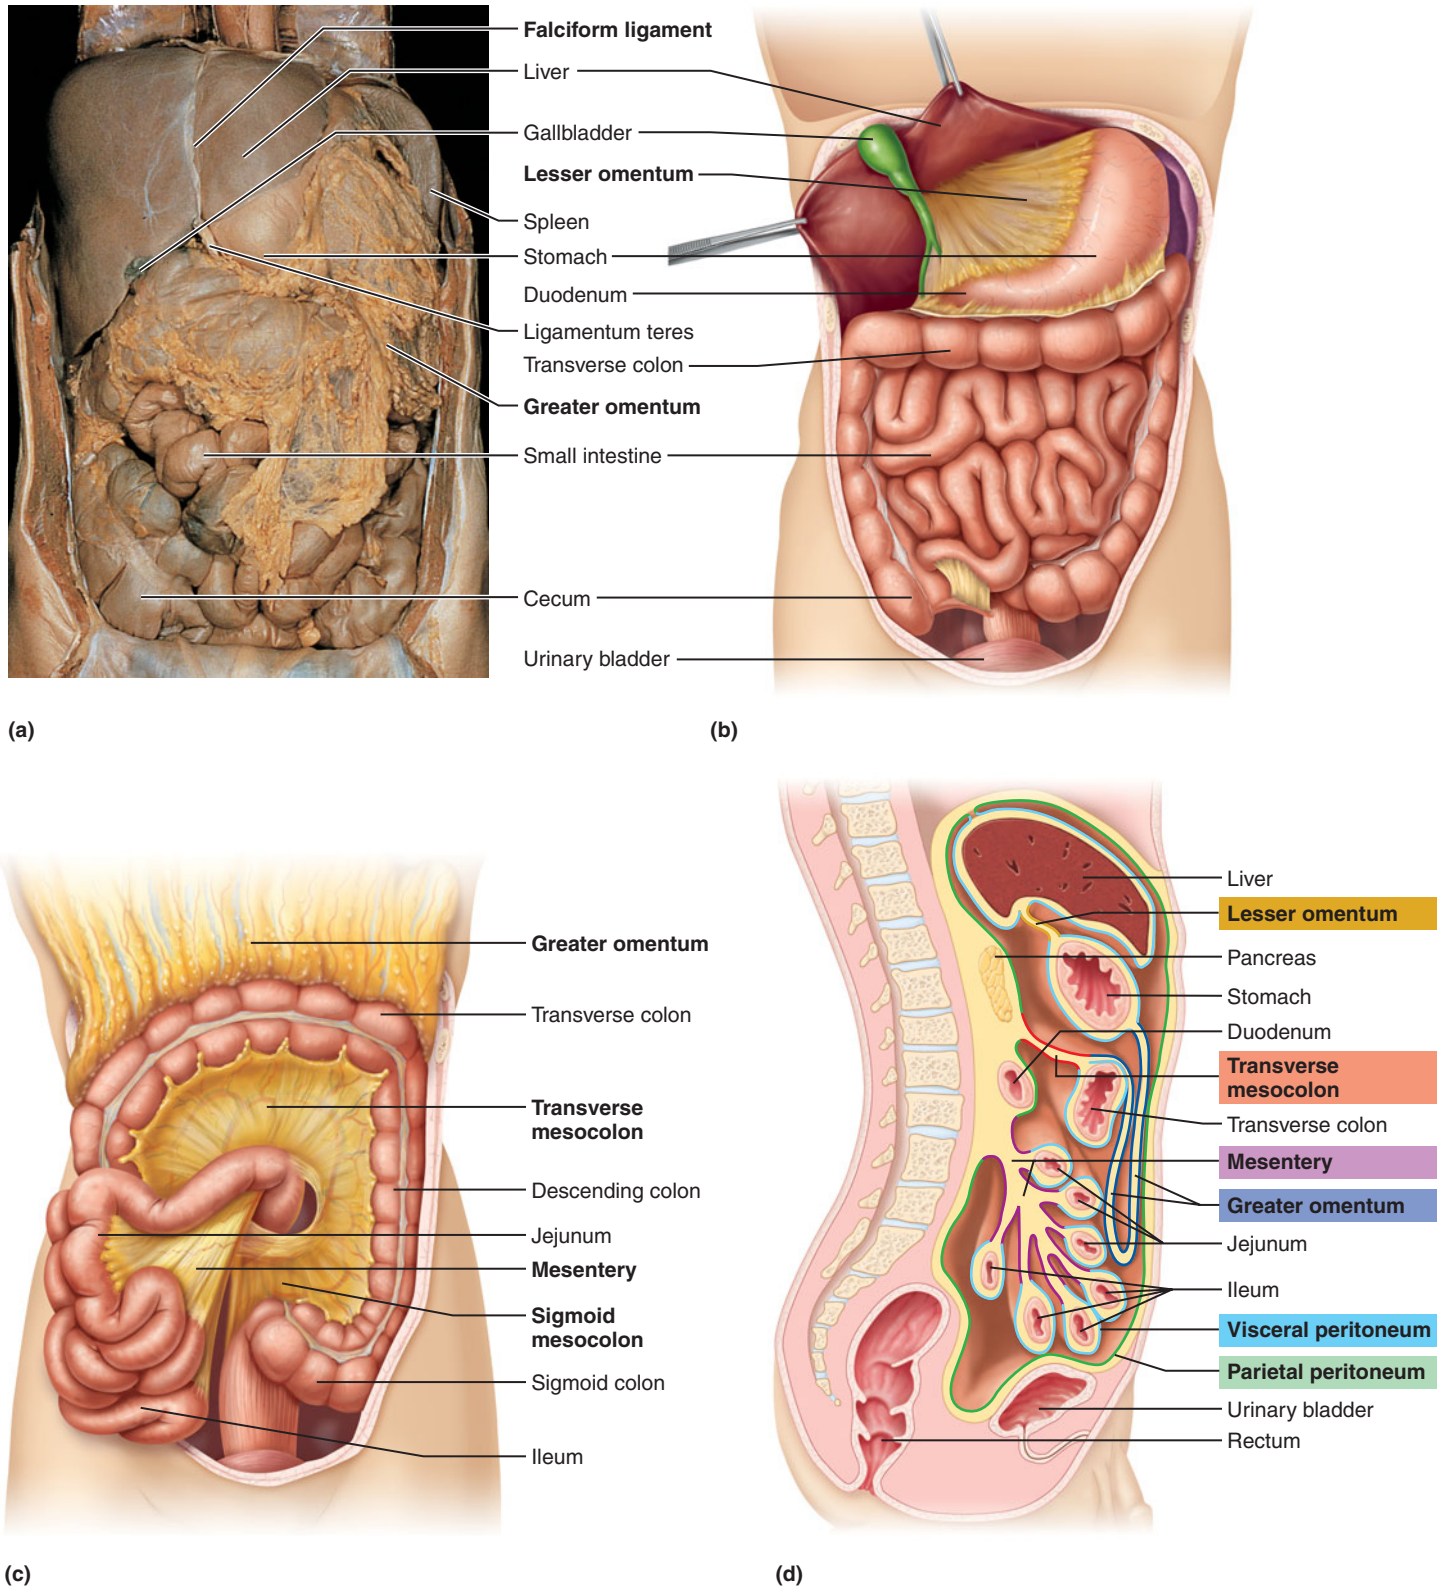 Falciform ligament
Liver
Gallbladder
Lesser omentum
Spleen
Stomach
Duodenum
Ligamentum teres
Transverse colon
Greater omentum
Small intestine
Cecum
Urinary bladder
(a)
(b)
Greater omentum
Transverse colon
Transverse
mesocolon
Descending colon
Jejunum
Mesentery
Sigmoid
mesocolon
Sigmoid colon
Ileum
(c)
Liver
Lesser omentum
Pancreas
Stomach
Duodenum
Transverse
mesocolon
Transverse colon
Mesentery
Greater omentum
Jejunum
Ileum
Visceral peritoneum
Parietal peritoneum
Urinary bladder
Rectum
(d)